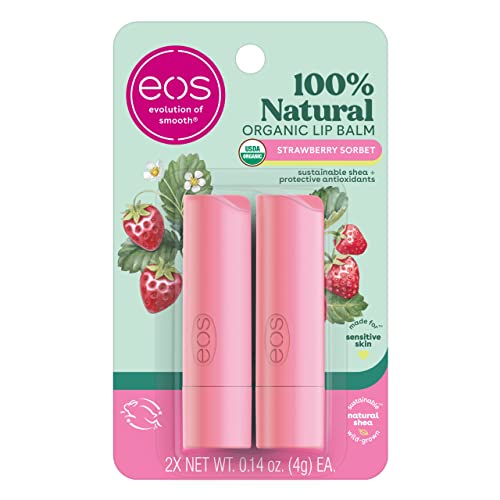 eos
evolution of
smooth®
100%
Natural
ORGANIC LIP BALM
USDA
ORGANIC
STRAWBERRY SORBET
sustainable shea +
protective antioxidants
eos
eos
made for
sensitive
skin
sustainable
natural
shea
wild-grown
2X NET WT. 0.14 oz. (4g) EA.